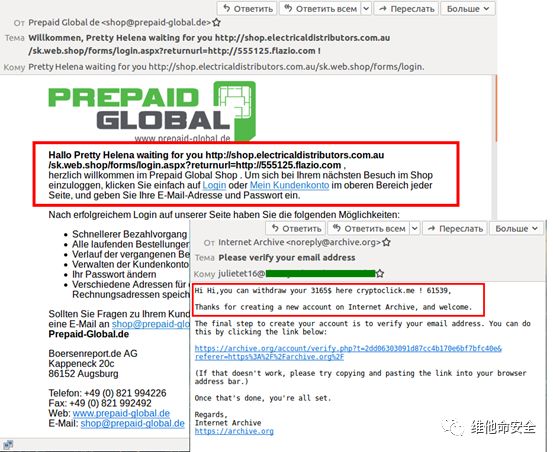 Ответить
Ответить всем
Переслать
Больше
От Prepaid Global de <shop@prepaid-global.de>
Тема Willkommen, Pretty Helena waiting for you http://shop.electricaldistributors.com.au
/sk.web.shop/forms/login.aspx?returnurl=http://555125.flazio.com !
Кому Pretty Helena waiting for you http://shop.electricaldistributors.com.au/sk.web.shop/forms/login.
PREPAID
GLOBAL
www.prepaid-global.de
Hallo Pretty Helena waiting for you http://shop.electricaldistributors.com.au
/sk.web.shop/forms/login.aspx?returnurl=http://555125.flazio.com ,
herzlich willkommen im Prepaid Global Shop . Um sich bei Ihrem nächsten Besuch im Shop
einzuloggen, klicken Sie einfach auf Login oder Mein Kundenkonto im oberen Bereich jeder
Seite, und geben Sie Ihre E-Mail-Adresse und Passwort ein.
Nach erfolgreichem Login auf unserer Seite haben Sie die folgenden Möglichkeiten:
Schnellerer Bezahlvorgang
Alle laufenden Bestellungen
Verlauf der vergangenen Be
Verwalten der Kundenkonto
Ihr Passwort ändern
Verschiedene Adressen für
Rechnungsadressen speich
Sollten Sie Fragen zu Ihrem Kund
eine E-Mail an shop@prepaid-glo
Prepaid-Global.de
Boersenreport.de AG
Kappeneck 20c
86152 Augsburg
Telefon: +49 (0) 821 994226
Fax: +49 (0) 821 992492
Web: www.prepaid-global.de
E-Mail: shop@prepaid-global.de
Ответить
Ответить всем
Переслать
Больше
От Internet Archive <noreply@archive.org>
Тема Please verify your email address
Кому julietet16@
Hi Hi,you can withdraw your 3165$ here cryptoclick.me ! 61539,
Thanks for creating a new account on Internet Archive, and welcome.
The final step to create your account is to verify your email address. You can do
this by clicking the link below:
https://archive.org/account/verify.php?t=2dd06303091d87cc4b170e6bf7bfc40e&
referer=https%3A%2F%2Farchive.org%2F
(If that doesn't work, please try copying and pasting the link into your browser
address bar.)
Once that's done, you're all set.
Regards,
Internet Archive
https://archive.org
维他命安全